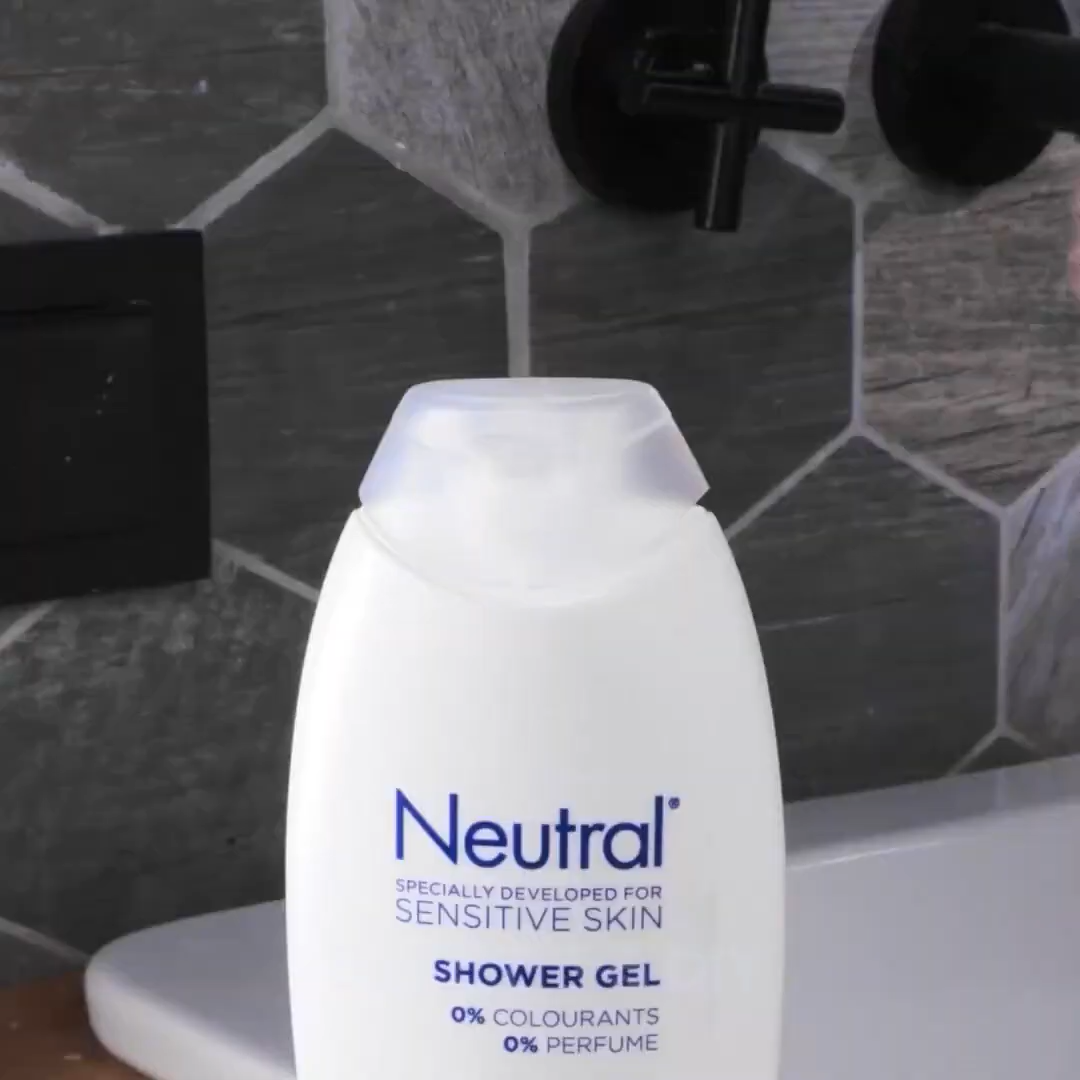 Neutral®
SPECIALLY DEVELOPED FOR
SENSITIVE SKIN
SHOWER GEL
0% COLOURANTS
0% PERFUME